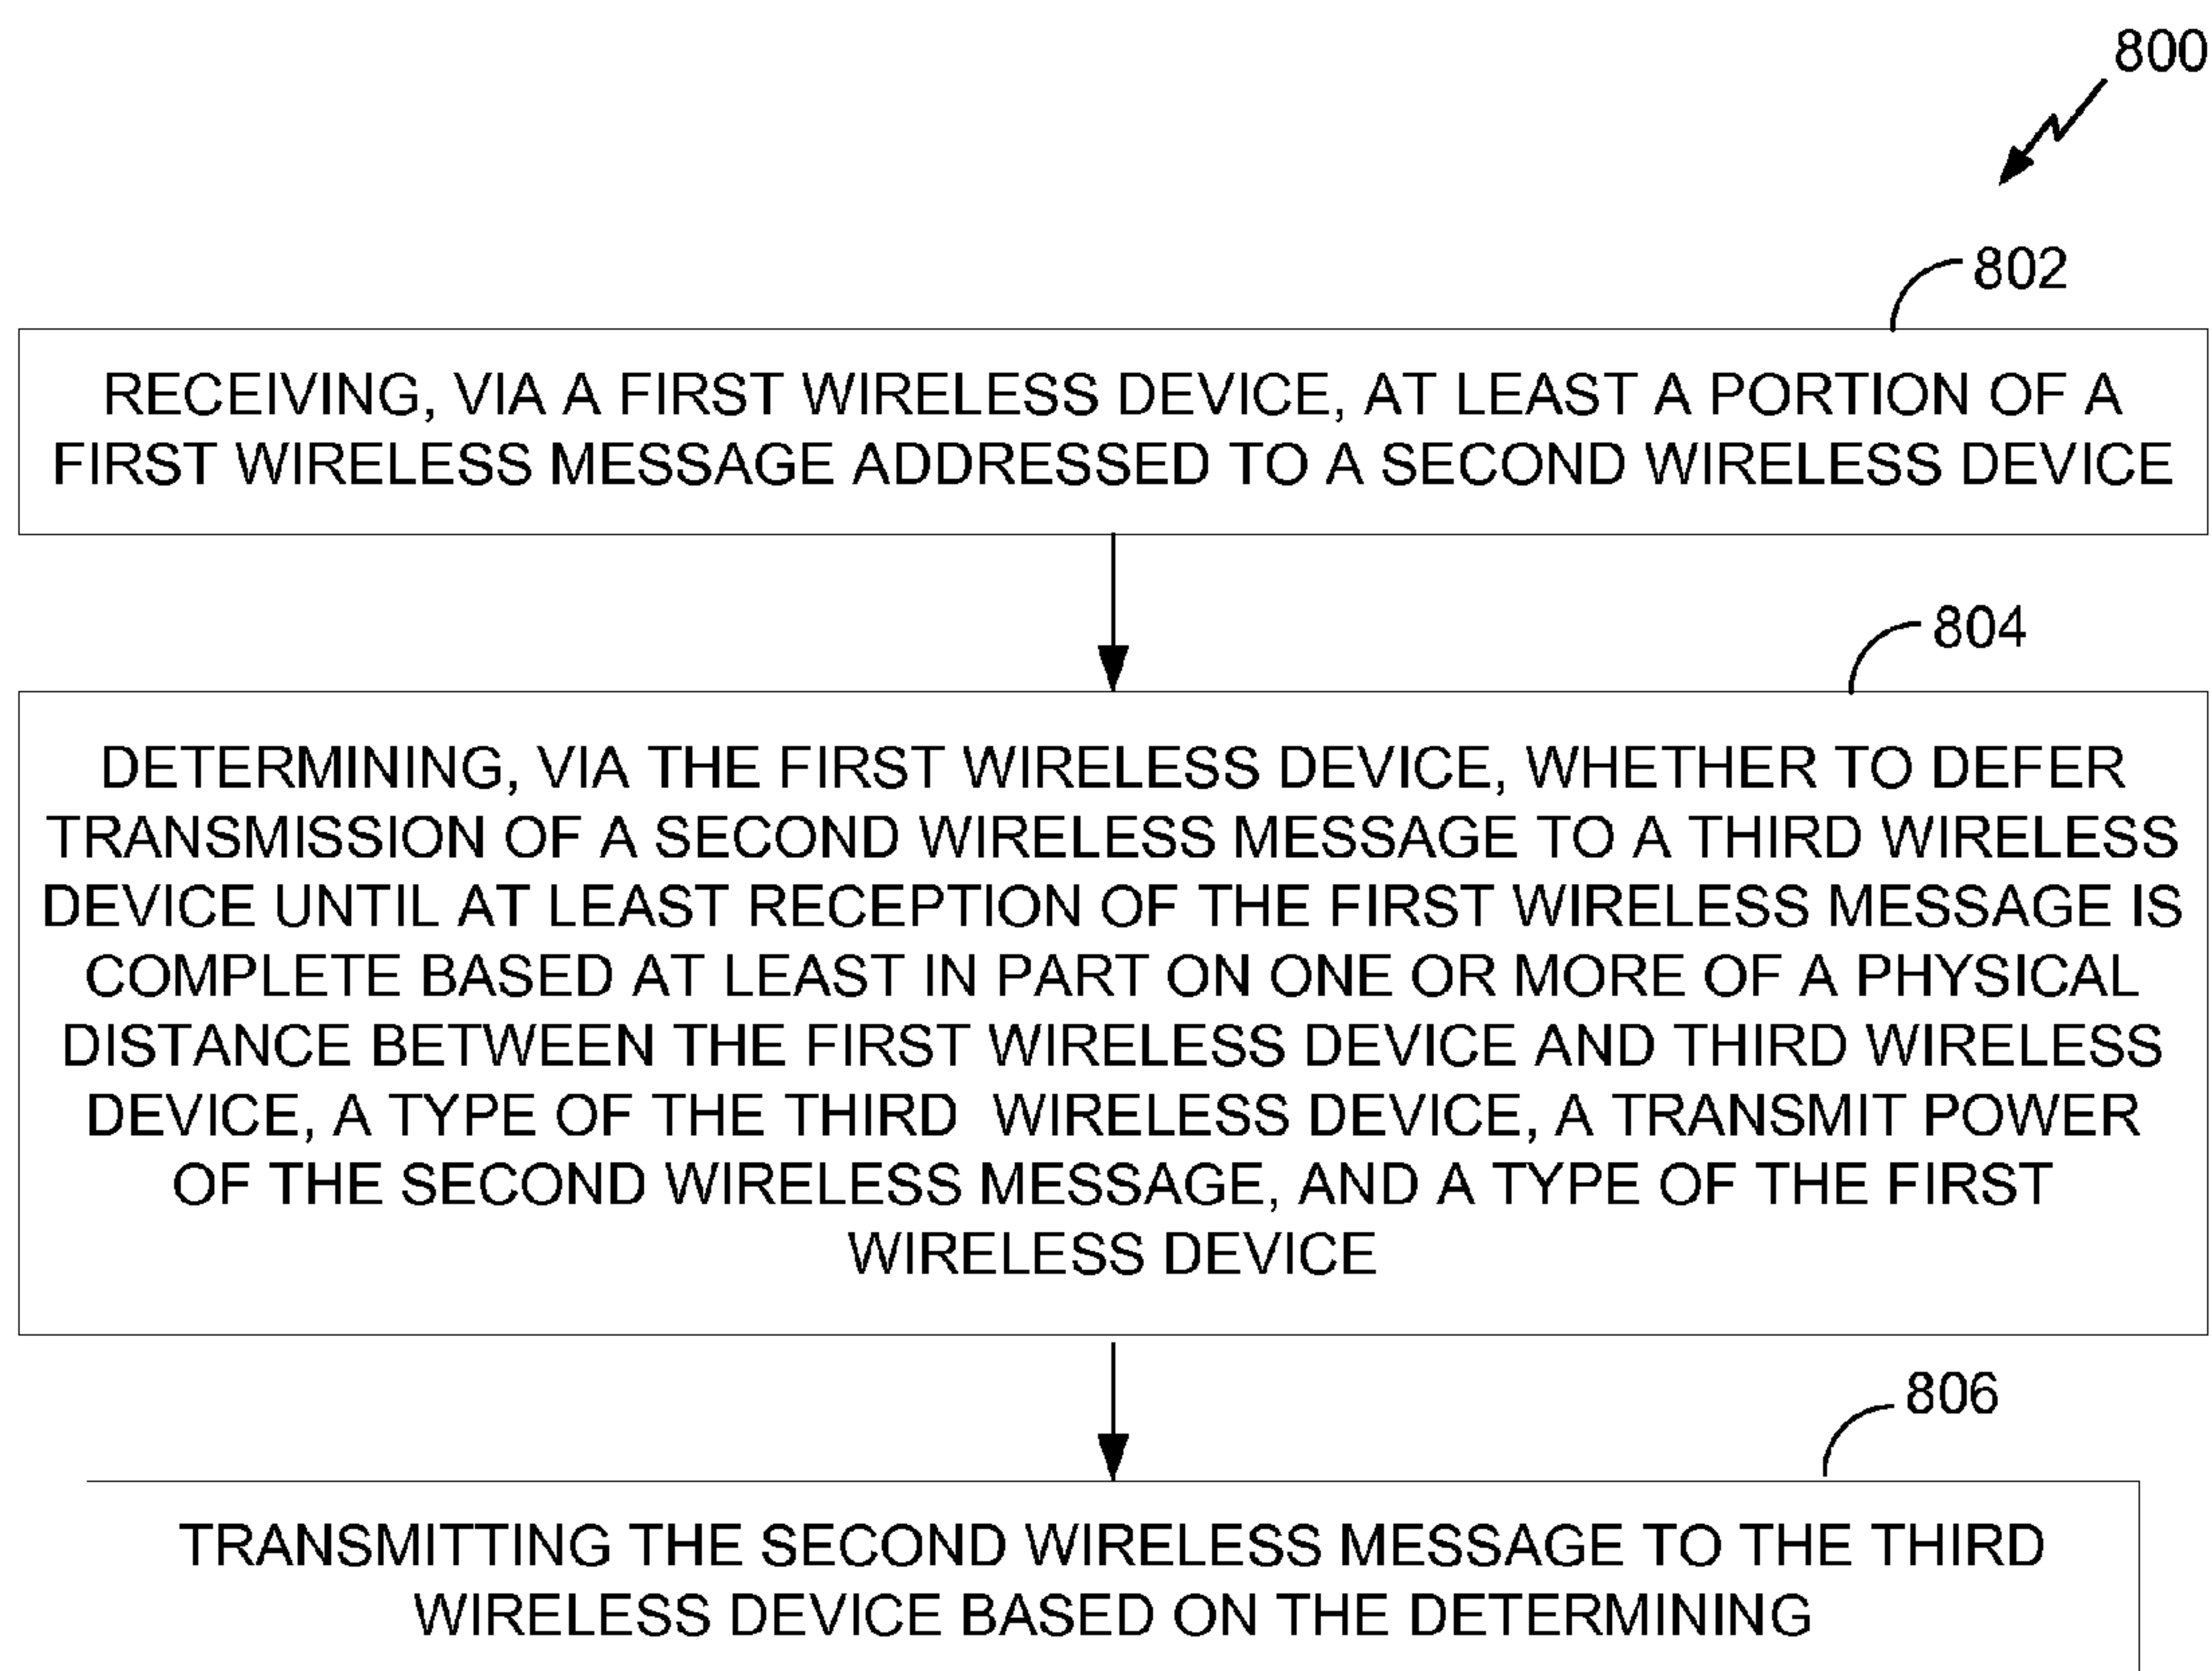 800
802
RECEIVING, VIA A FIRST WIRELESS DEVICE, AT LEAST A PORTION OF A
FIRST WIRELESS MESSAGE ADDRESSED TO A SECOND WIRELESS DEVICE
804
DETERMINING, VIA THE FIRST WIRELESS DEVICE, WHETHER TO DEFER
TRANSMISSION OF A SECOND WIRELESS MESSAGE TO A THIRD WIRELESS
DEVICE UNTIL AT LEAST RECEPTION OF THE FIRST WIRELESS MESSAGE IS
COMPLETE BASED AT LEAST IN PART ON ONE OR MORE OF A PHYSICAL
DISTANCE BETWEEN THE FIRST WIRELESS DEVICE AND THIRD WIRELESS
DEVICE, A TYPE OF THE THIRD WIRELESS DEVICE, A TRANSMIT POWER
OF THE SECOND WIRELESS MESSAGE, AND A TYPE OF THE FIRST
WIRELESS DEVICE
806
TRANSMITTING THE SECOND WIRELESS MESSAGE TO THE THIRD
WIRELESS DEVICE BASED ON THE DETERMINING